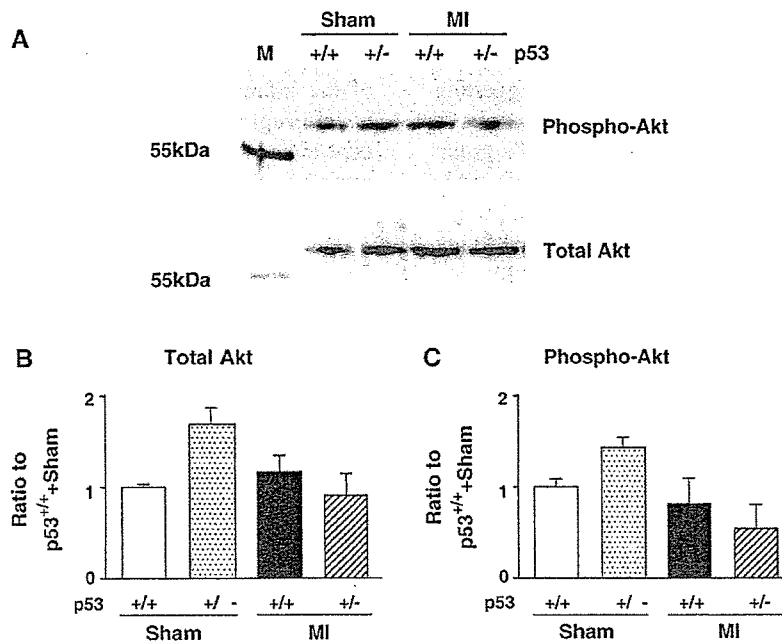 A
Sham MI
M +/+ +/- +/+ +/- p53
Phospho-Akt
55kDa
Total Akt
55kDa
B Total Akt
Ratio to
p53+/++Sham
2
1
0
p53 +/+ +/ - +/+ +/-
Sham MI
C Phospho-Akt
Ratio to
p53+/++Sham
2
1
0
p53 +/+ +/ - +/+ +/-
Sham MI